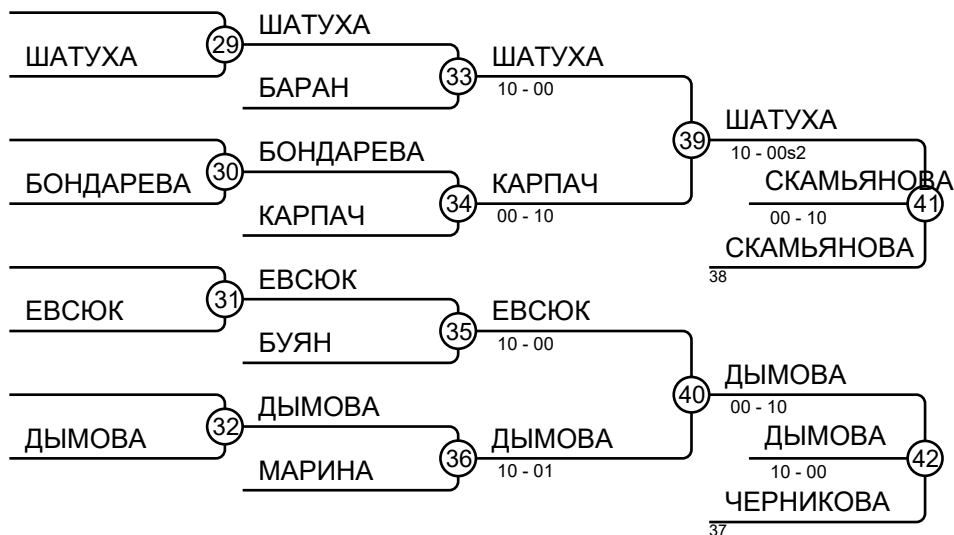 ШАТУХА
29
ШАТУХА
БАРАН
33
ШАТУХА
10 - 00
БОНДАРЕВА
30
БОНДАРЕВА
КАРПАЧ
34
КАРПАЧ
00 - 10
39
ШАТУХА
10 - 00s2
СКАМЬЯНОВА
00 - 10
41
СКАМЬЯНОВА
38
ЕВСЮК
31
ЕВСЮК
БУЯН
35
ЕВСЮК
10 - 00
ДЫМОВА
32
ДЫМОВА
МАРИНА
36
ДЫМОВА
10 - 01
40
ДЫМОВА
00 - 10
ДЫМОВА
10 - 00
42
ЧЕРНИКОВА
37